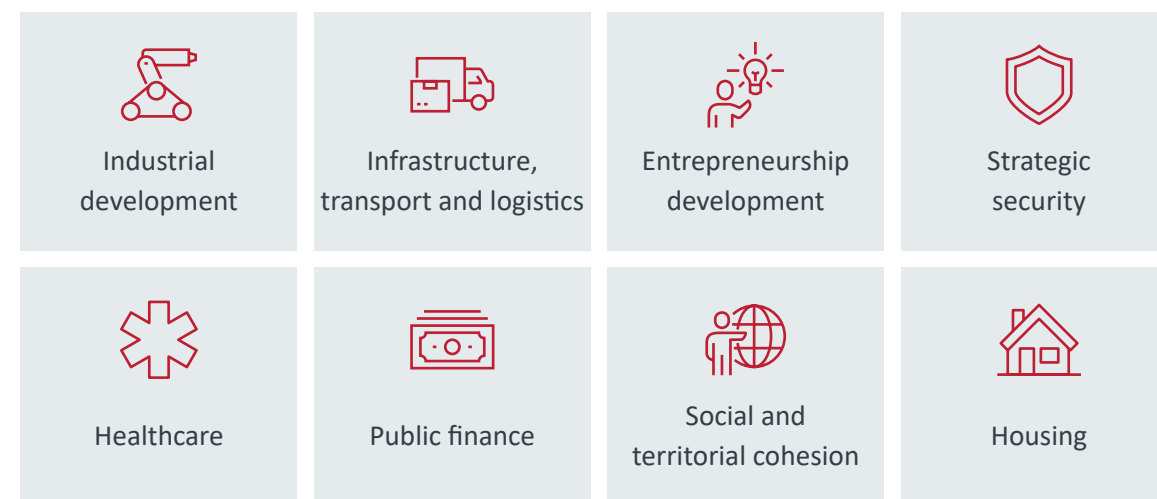 Industrial
development
Infrastructure,
transport and logistics
Entrepreneurship
development
Strategic
security
Healthcare
Public finance
Social and
territorial cohesion
Housing